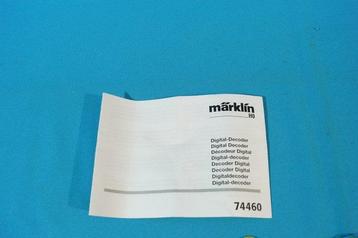 märklin
H0
Digital-Decoder
Digital Decoder
Décodeur Digital
Digital-decoder
Decoder Digital
Decoder Digital
Digitaldecoder
Digital-decoder
74460